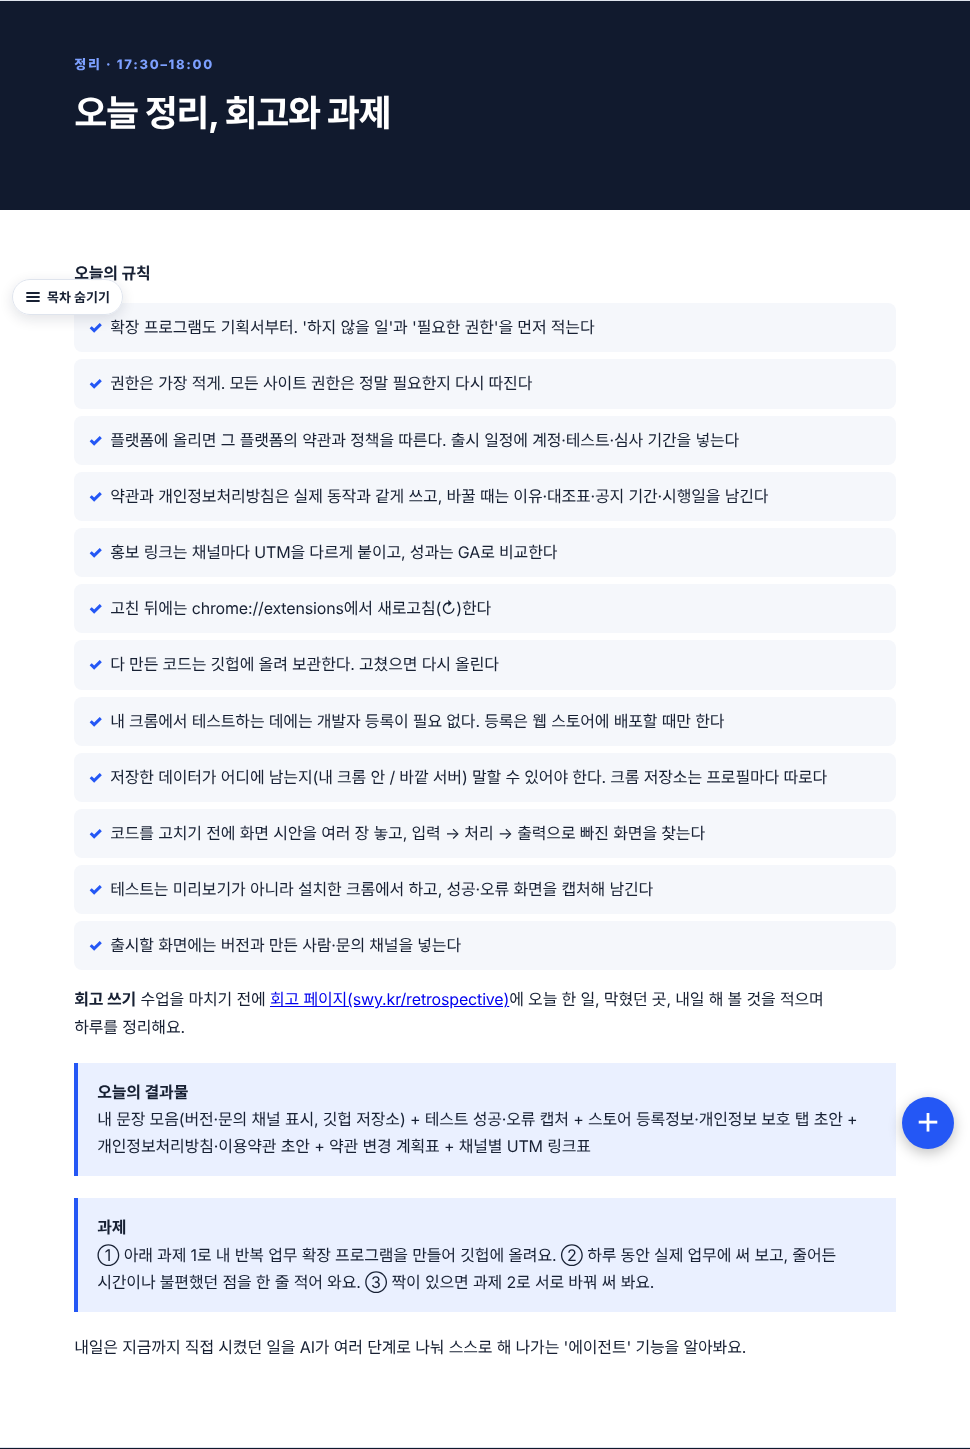 정리 · 17:30–18:00
오늘 정리, 회고와 과제
오늘의 규칙
목차 숨기기
✔ 확장 프로그램도 기획서부터. '하지 않을 일'과 '필요한 권한'을 먼저 적는다
✔ 권한은 가장 적게. 모든 사이트 권한은 정말 필요한지 다시 따진다
✔ 플랫폼에 올리면 그 플랫폼의 약관과 정책을 따른다. 출시 일정에 계정·테스트·심사 기간을 넣는다
✔ 약관과 개인정보처리방침은 실제 동작과 같게 쓰고, 바꿀 때는 이유·대조표·공지 기간·시행일을 남긴다
✔ 홍보 링크는 채널마다 UTM을 다르게 붙이고, 성과는 GA로 비교한다
✔ 고친 뒤에는 chrome://extensions에서 새로고침(↻)한다
✔ 다 만든 코드는 깃헙에 올려 보관한다. 고쳤으면 다시 올린다
✔ 내 크롬에서 테스트하는 데에는 개발자 등록이 필요 없다. 등록은 웹 스토어에 배포할 때만 한다
✔ 저장한 데이터가 어디에 남는지(내 크롬 안 / 바깥 서버) 말할 수 있어야 한다. 크롬 저장소는 프로필마다 따로다
✔ 코드를 고치기 전에 화면 시안을 여러 장 놓고, 입력 → 처리 → 출력으로 빠진 화면을 찾는다
✔ 테스트는 미리보기가 아니라 설치한 크롬에서 하고, 성공·오류 화면을 캡처해 남긴다
✔ 출시할 화면에는 버전과 만든 사람·문의 채널을 넣는다
회고 쓰기 수업을 마치기 전에 회고 페이지(swy.kr/retrospective)에 오늘 한 일, 막혔던 곳, 내일 해 볼 것을 적으며
하루를 정리해요.
오늘의 결과물
내 문장 모음(버전·문의 채널 표시, 깃헙 저장소) + 테스트 성공·오류 캡처 + 스토어 등록정보·개인정보 보호 탭 초안 +
개인정보처리방침·이용약관 초안 + 약관 변경 계획표 + 채널별 UTM 링크표
과제
① 아래 과제 1로 내 반복 업무 확장 프로그램을 만들어 깃헙에 올려요. ② 하루 동안 실제 업무에 써 보고, 줄어든
시간이나 불편했던 점을 한 줄 적어 와요. ③ 짝이 있으면 과제 2로 서로 바꿔 써 봐요.
내일은 지금까지 직접 시켰던 일을 AI가 여러 단계로 나눠 스스로 해 나가는 '에이전트' 기능을 알아봐요.